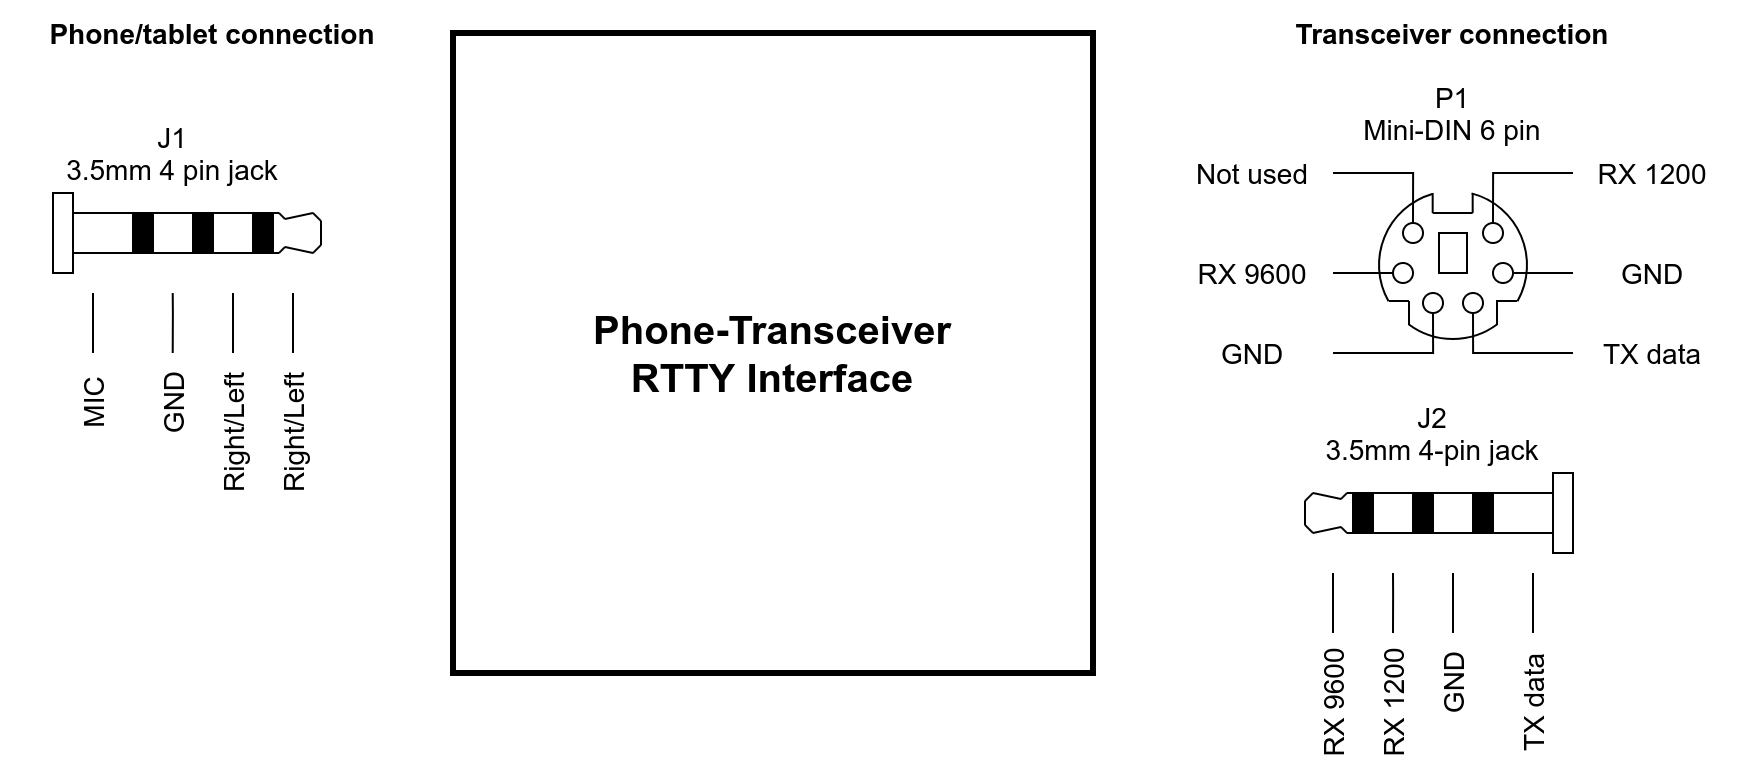 Phone/tablet connection
J1
3.5mm 4 pin jack
MIC
GND
Right/Left
Right/Left
Phone-Transceiver
RTTY Interface
Transceiver connection
P1
Mini-DIN 6 pin
Not used
RX 1200
RX 9600
GND
GND
TX data
J2
3.5mm 4-pin jack
RX 9600
RX 1200
GND
TX data